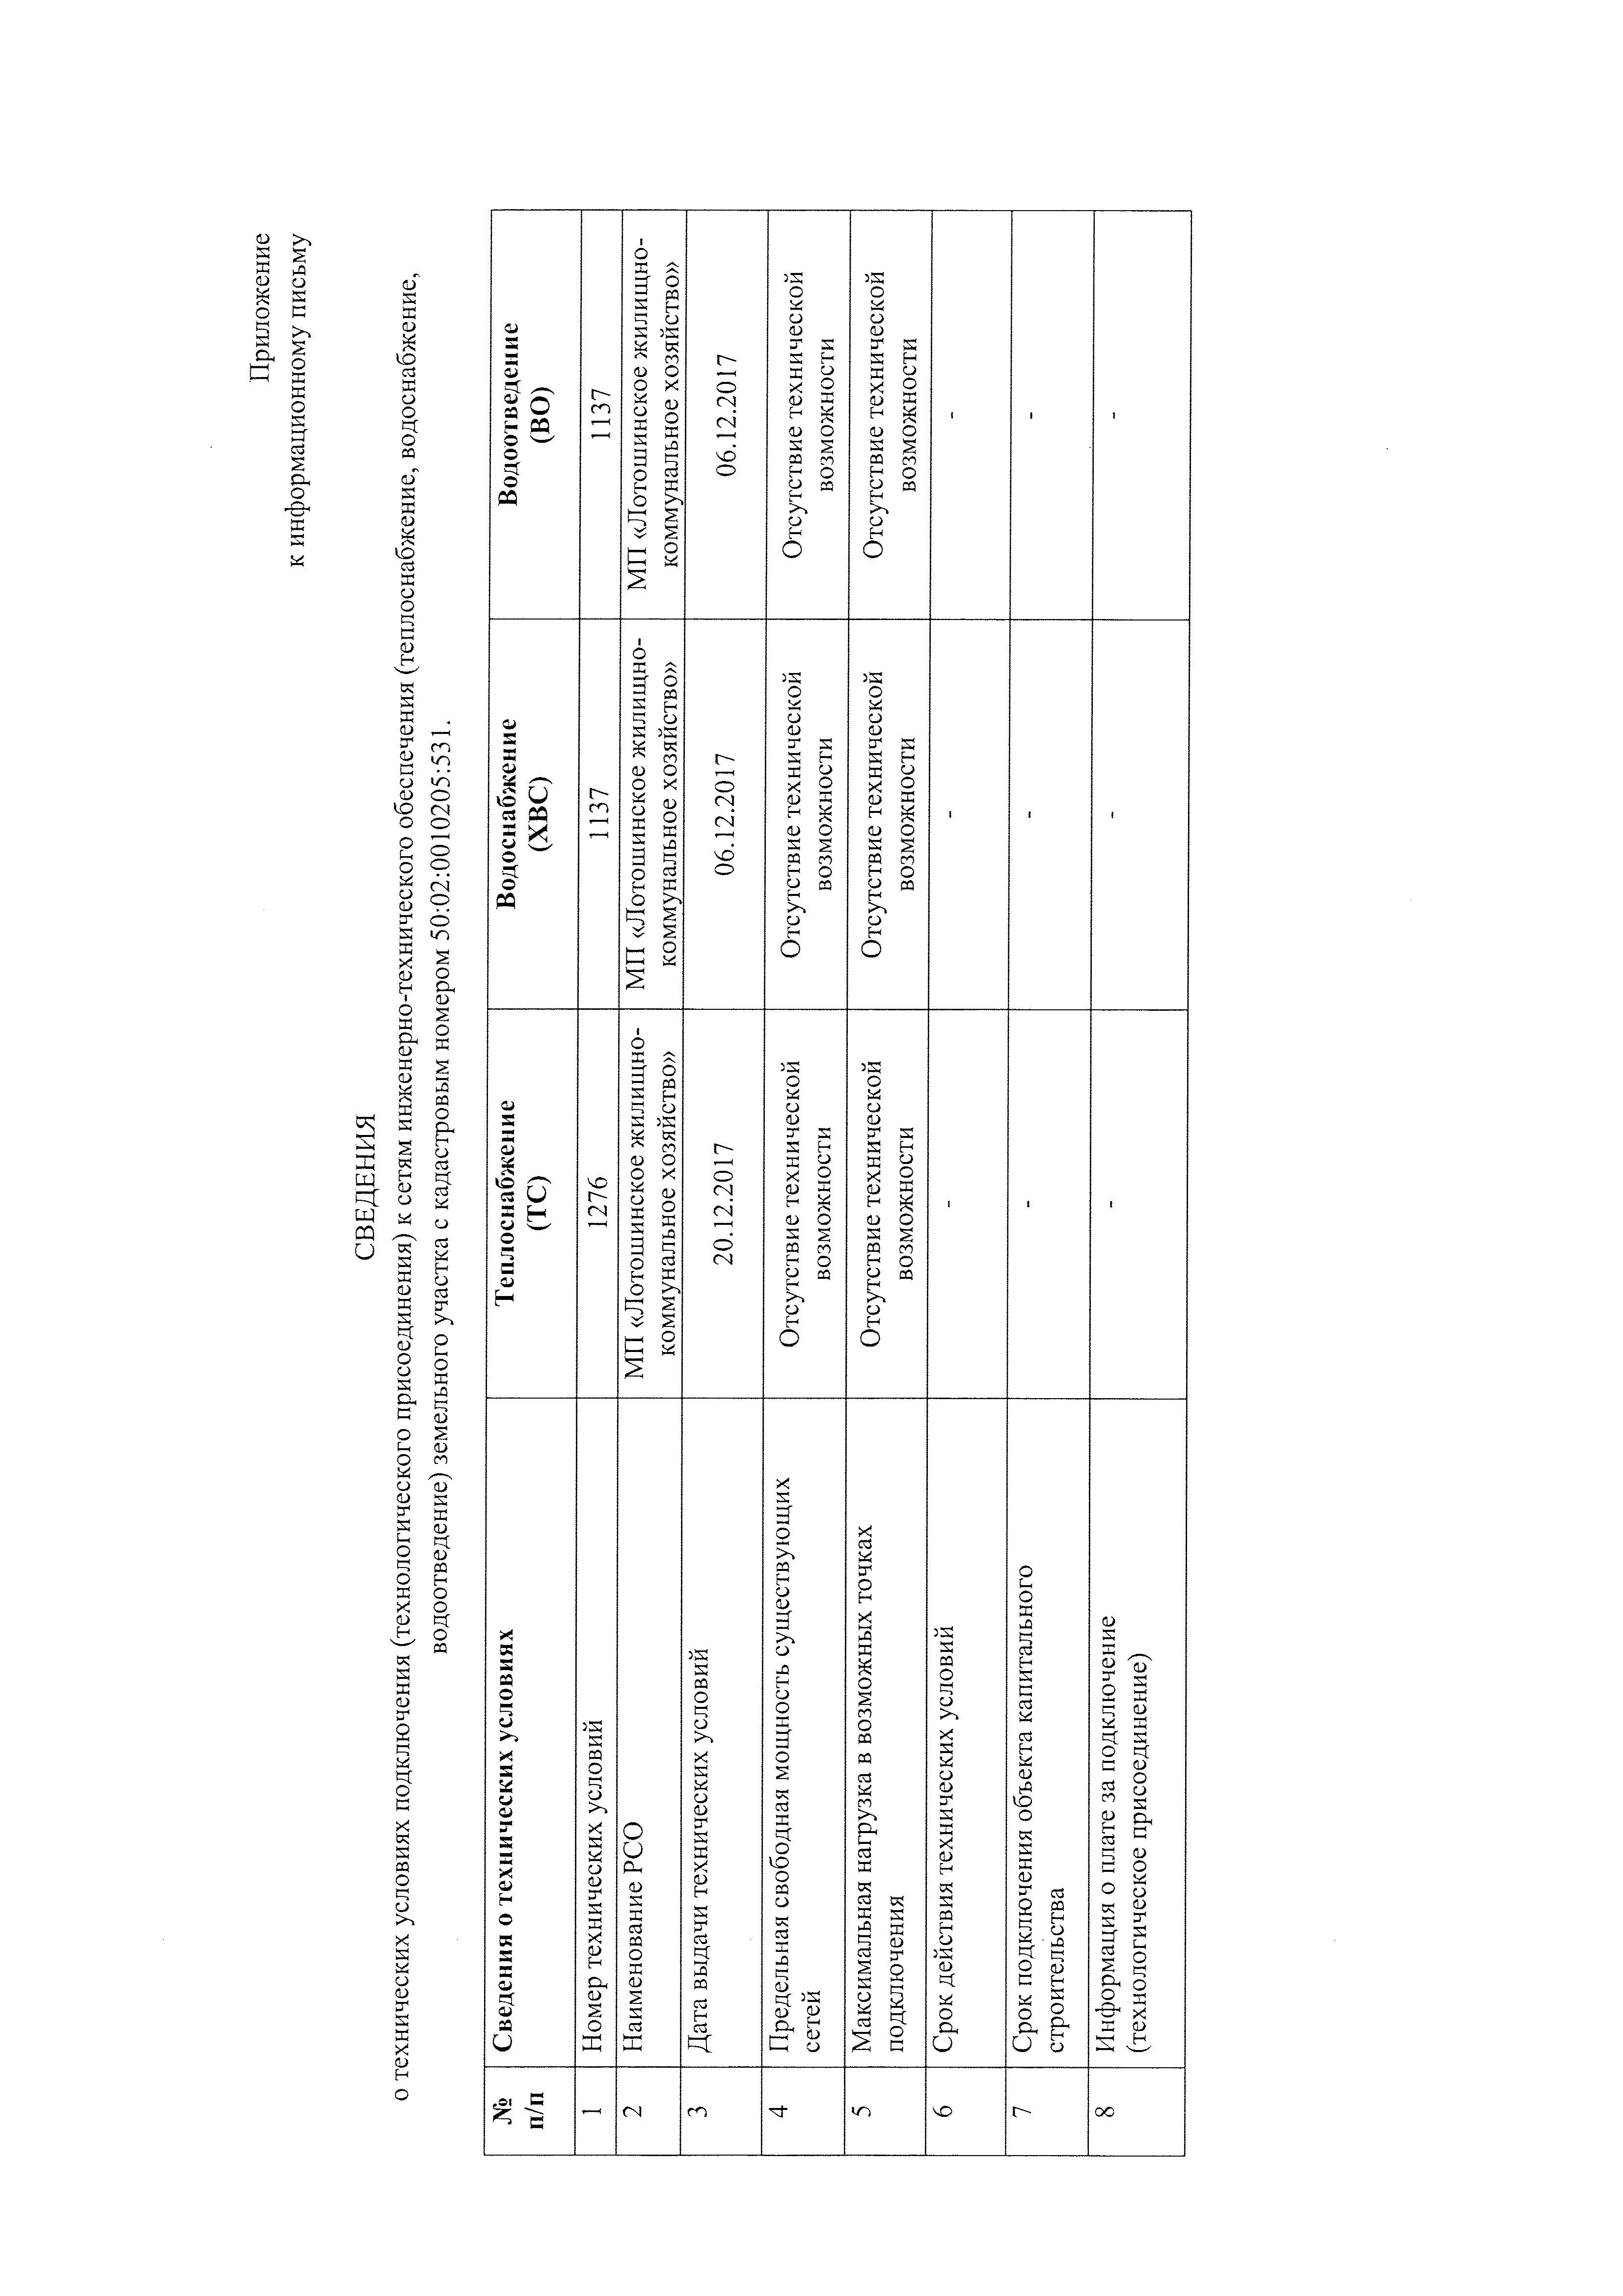 Приложение
к информационному письму
СВЕДЕНИЯ
о технических условиях подключения (технологического присоединения) к сетям инженерно-технического обеспечения (теплоснабжение, водоснабжение,
водоотведение) земельного участка с кадастровым номером 50:02:0010205:531.
№ п/п Сведения о технических условиях Теплоснабжение (ТС) Водоснабжение (ХВС) Водоотведение (ВО)
1 Номер технических условий 1276 1137 1137
2 Наименование РСО МП «Лотошинское жилищно- МП «Лотошинское жилищно- МП «Лотошинское жилищно-
коммунальное хозяйство» коммунальное хозяйство» коммунальное хозяйство»
3 Дата выдачи технических условий 20.12.2017 06.12.2017 06.12.2017
4 Предельная свободная мощность существующих Отсутствие технической Отсутствие технической Отсутствие технической
сетей возможности возможности возможности
5 Максимальная нагрузка в возможных точках Отсутствие технической Отсутствие технической Отсутствие технической
подключения возможности возможности возможности
6 Срок действия технических условий - - -
7 Срок подключения объекта капитального - - -
строительства
8 Информация о плате за подключение - - -
(технологическое присоединение)